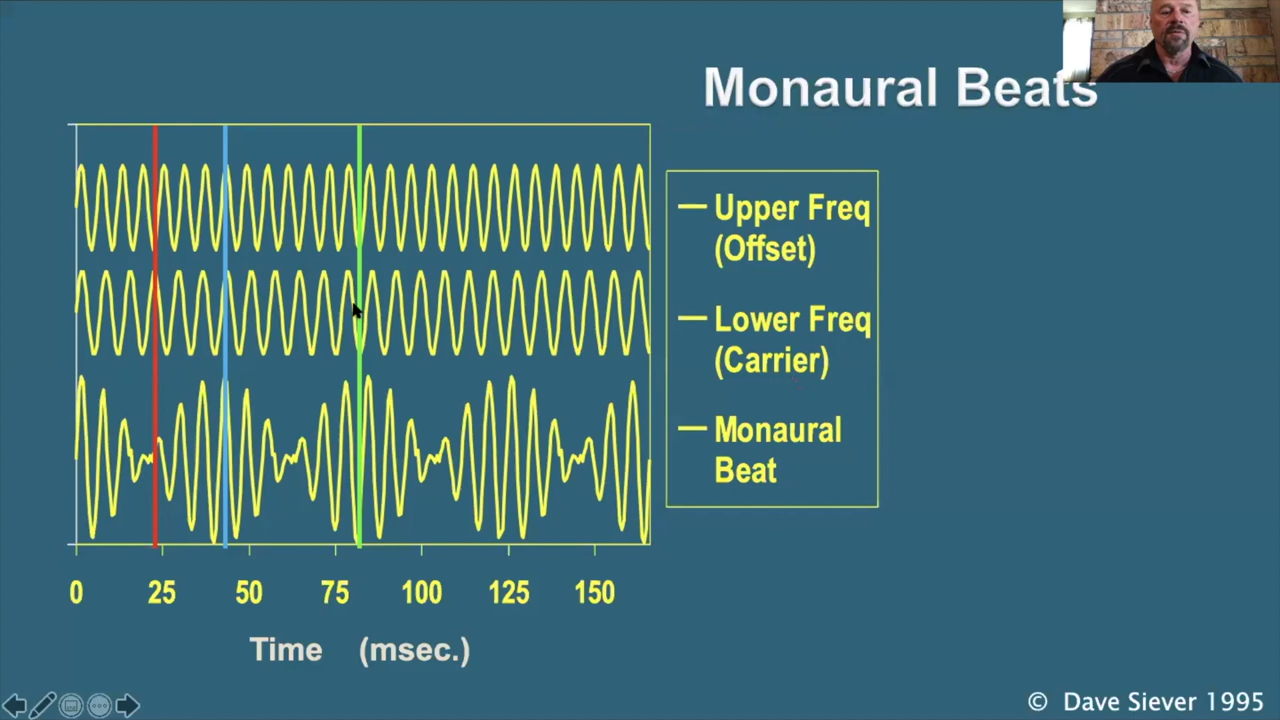 Monaural Beats
Upper Freq
(Offset)
Lower Freq
(Carrier)
Monaural
Beat
0 25 50 75 100 125 150
Time (msec.)
© Dave Siever 1995